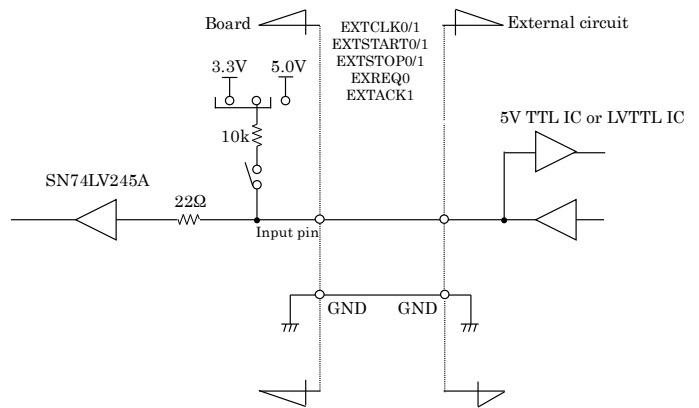 Board
EXTCLK0/1
EXTSTART0/1
EXTSTOP0/1
EXREQ0
EXTACK1
External circuit
3.3V
5.0V
10k
5V TTL IC or LVTTL IC
SN74LV245A
22Ω
Input pin
GND
GND